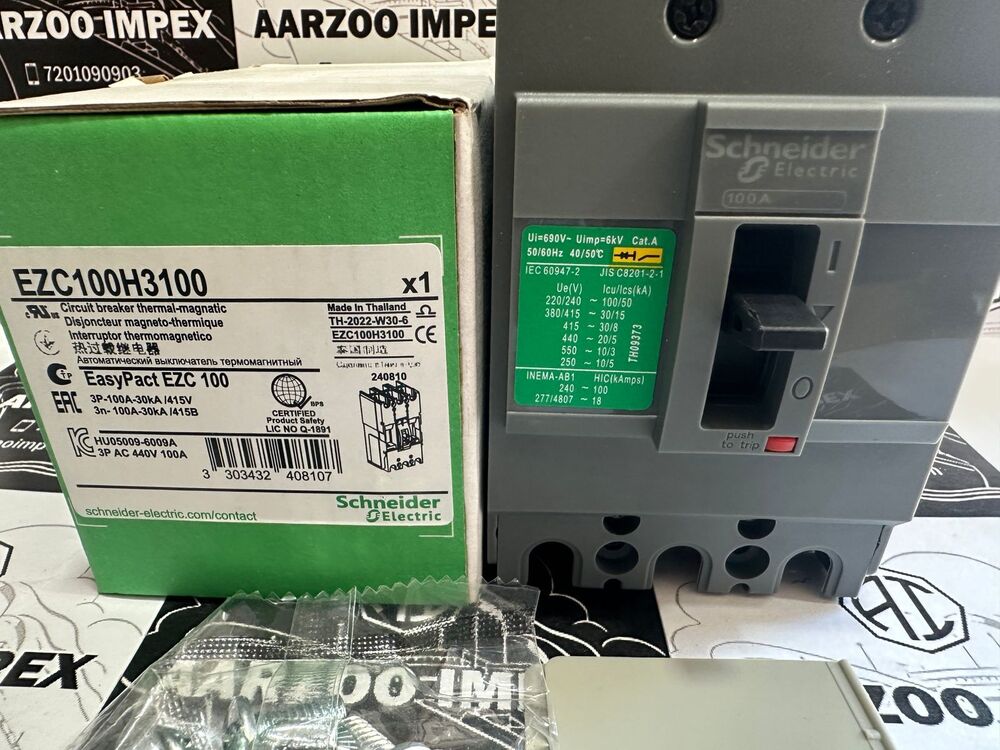 AARZOO IMPEX
AARZOO IMPEX
7201090903
EZC100H3100
x1
Circuit breaker thermal-magnetic
Disjoncteur magneto-thermique
Interruptor thermomagnetico
热过载继电器
Автоматический выключатель термомагнитный
Made in Thailand
TH-2022-W30-6
EZC100H3100
泰国制造
CE
EasyPact EZC 100
3P-100A-30kA /415V
3n- 100A-30kA /415B
EAC
BPS
CERTIFIED
Product Safety
LIC NO Q-1891
240810
HU05009-6009A
3P AC 440V 100A
3 303432 408107
Schneider
Electric
schneider-electric.com/contact
Schneider
Electric
100A
Ui=690V~ Uimp=6kV Cat.A
50/60Hz 40/50℃
IEC 60947-2 JIS C8201-2-1
Ue(V) Icu/Ics(kA)
220/240 ~ 100/50
380/415 ~ 30/15
415 ~ 30/8
440 ~ 20/5
550 ~ 10/3
250 ~ 10/5
TH09373
INEMA-AB1 HIC(kAmps)
240 ~ 100
277/4807 ~ 18
I
O
push
to trip
IMPEX
AARZOO IM
ZOO